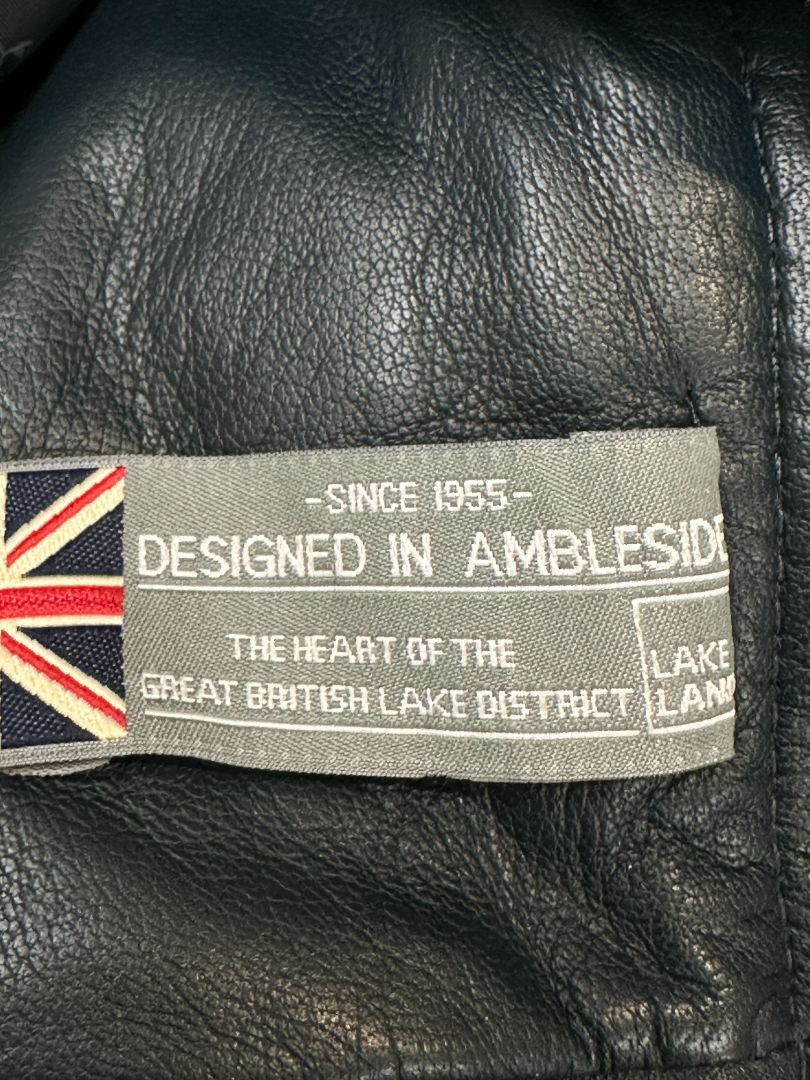 -SINCE 1955-
DESIGNED IN AMBLESIDE
THE HEART OF THE
GREAT BRITISH LAKE DISTRICT
LAKE
LAND